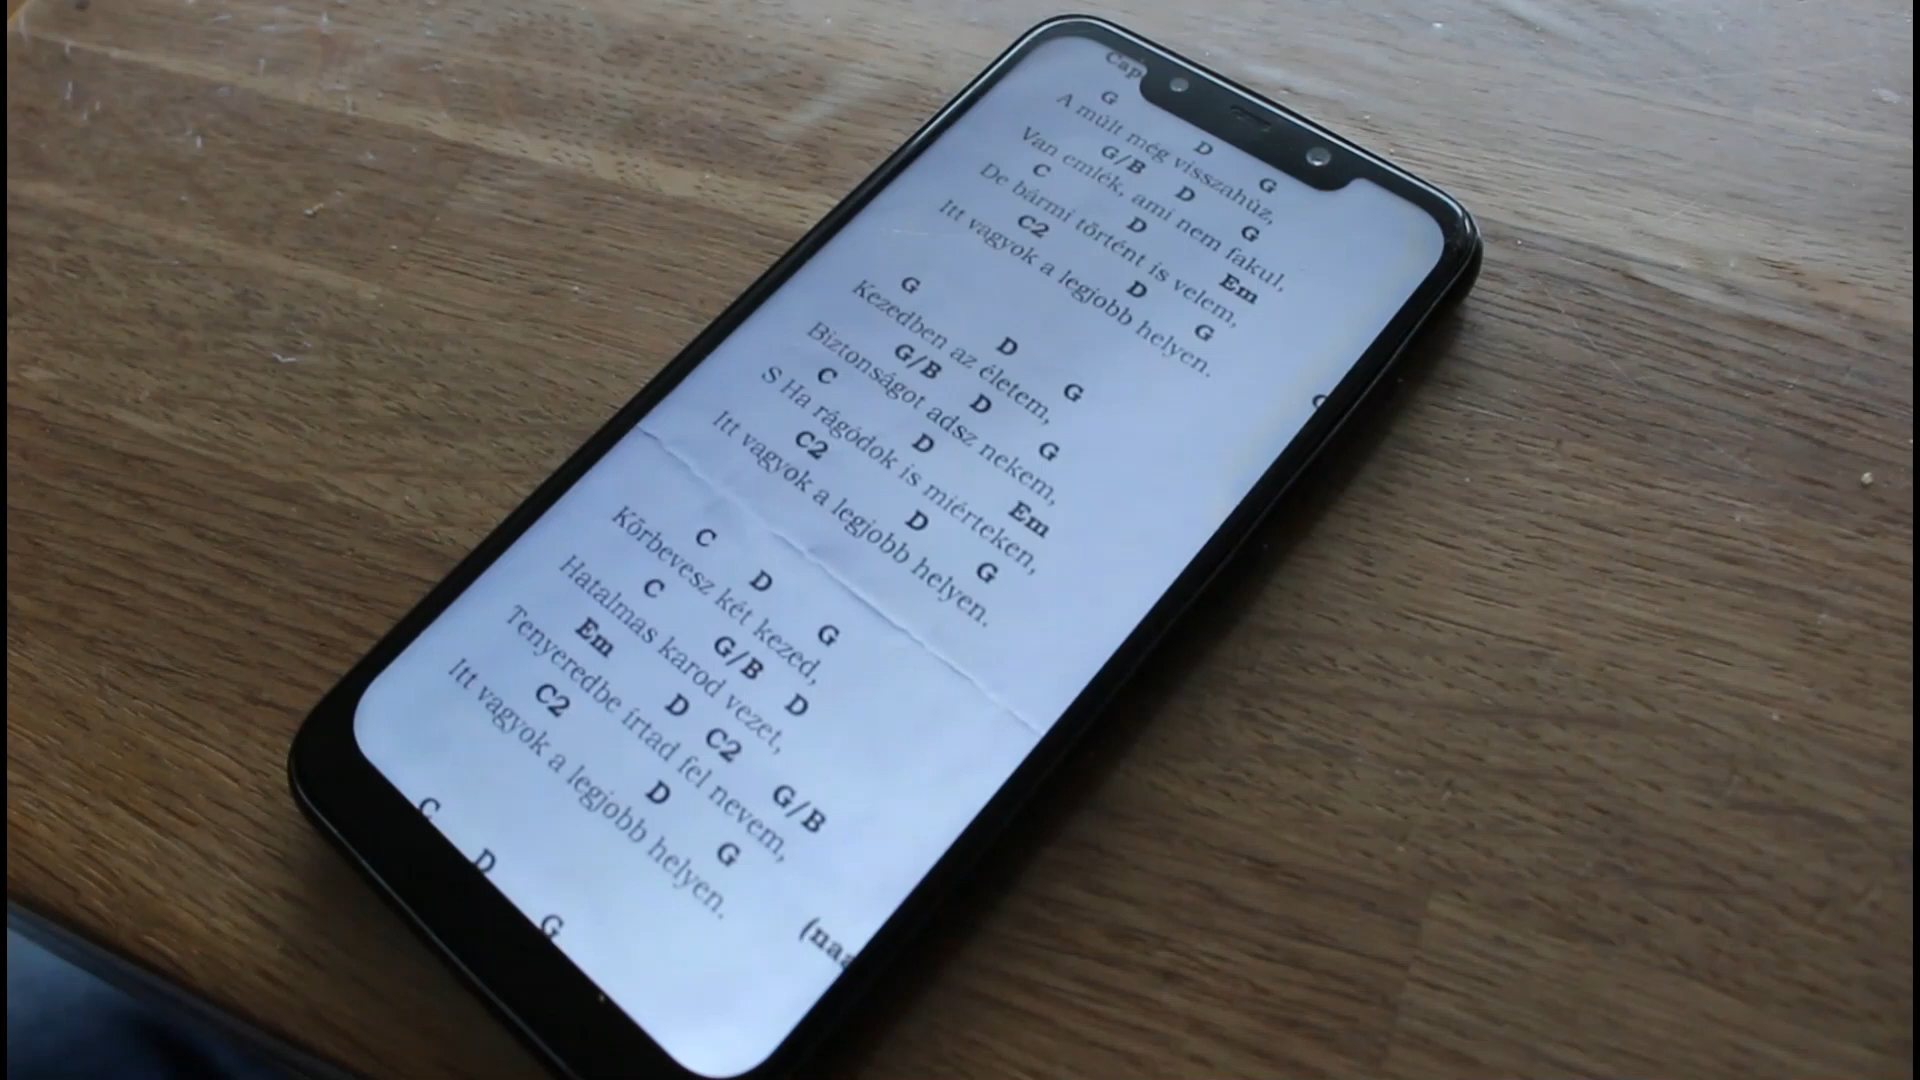 Cap
G D G
A múlt még visszahúz,
G/B D G
Van emlék, ami nem fakul,
C D Em
De bármi történt is velem,
C2 D G
Itt vagyok a legjobb helyen.
G D G
Kezedben az életem,
G/B D G
Biztonságot adsz nekem,
C D Em
S Ha rágódok is miérteken,
C2 D G
Itt vagyok a legjobb helyen.
C D G
Körbevesz két kezed,
C G/B D
Hatalmas karod vezet,
Em D C2 G/B
Tenyeredbe írtad fel nevem,
C2 D G
Itt vagyok a legjobb helyen.
C D G